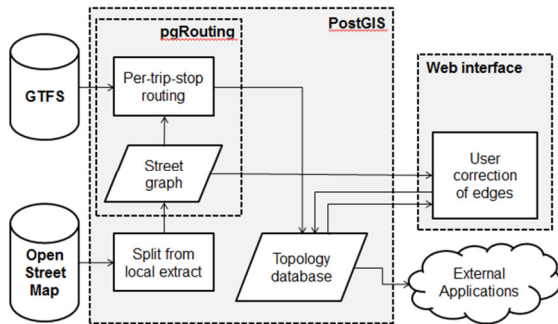 PostGIS
pgRouting
Web interface
GTFS
Per-trip-stop
routing
Street
graph
User
correction
of edges
Open
Street
Map
Split from
local extract
Topology
database
External
Applications